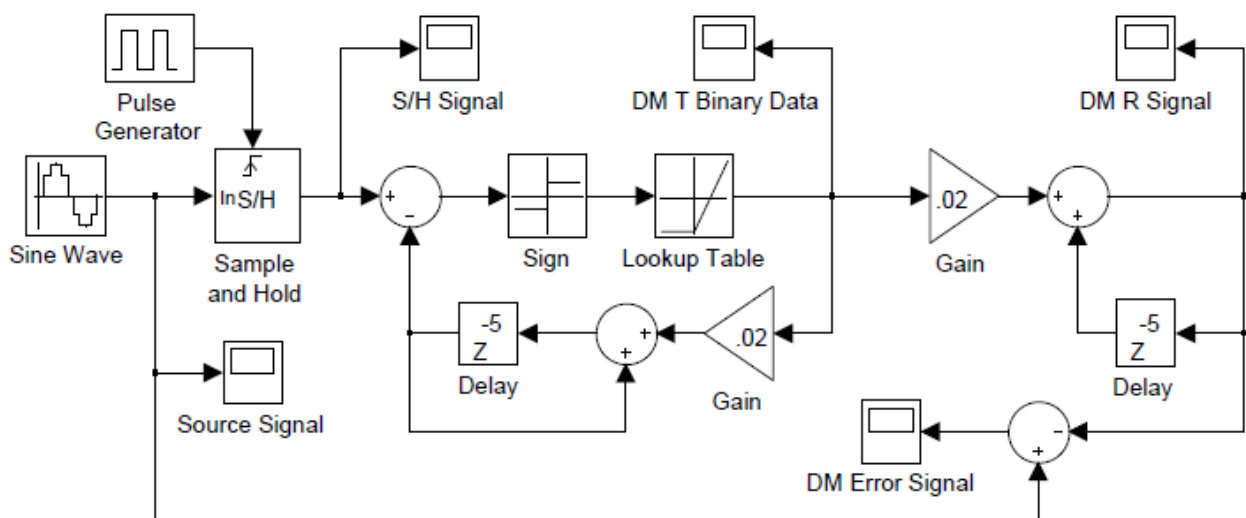 Pulse
Generator
S/H Signal
DM T Binary Data
DM R Signal
Sine Wave
In S/H
Sample
and Hold
+
-
Sign
Lookup Table
.02
Gain
+
+
-5
Z
Delay
+
+
.02
Gain
-5
Z
Delay
Source Signal
DM Error Signal
-
+